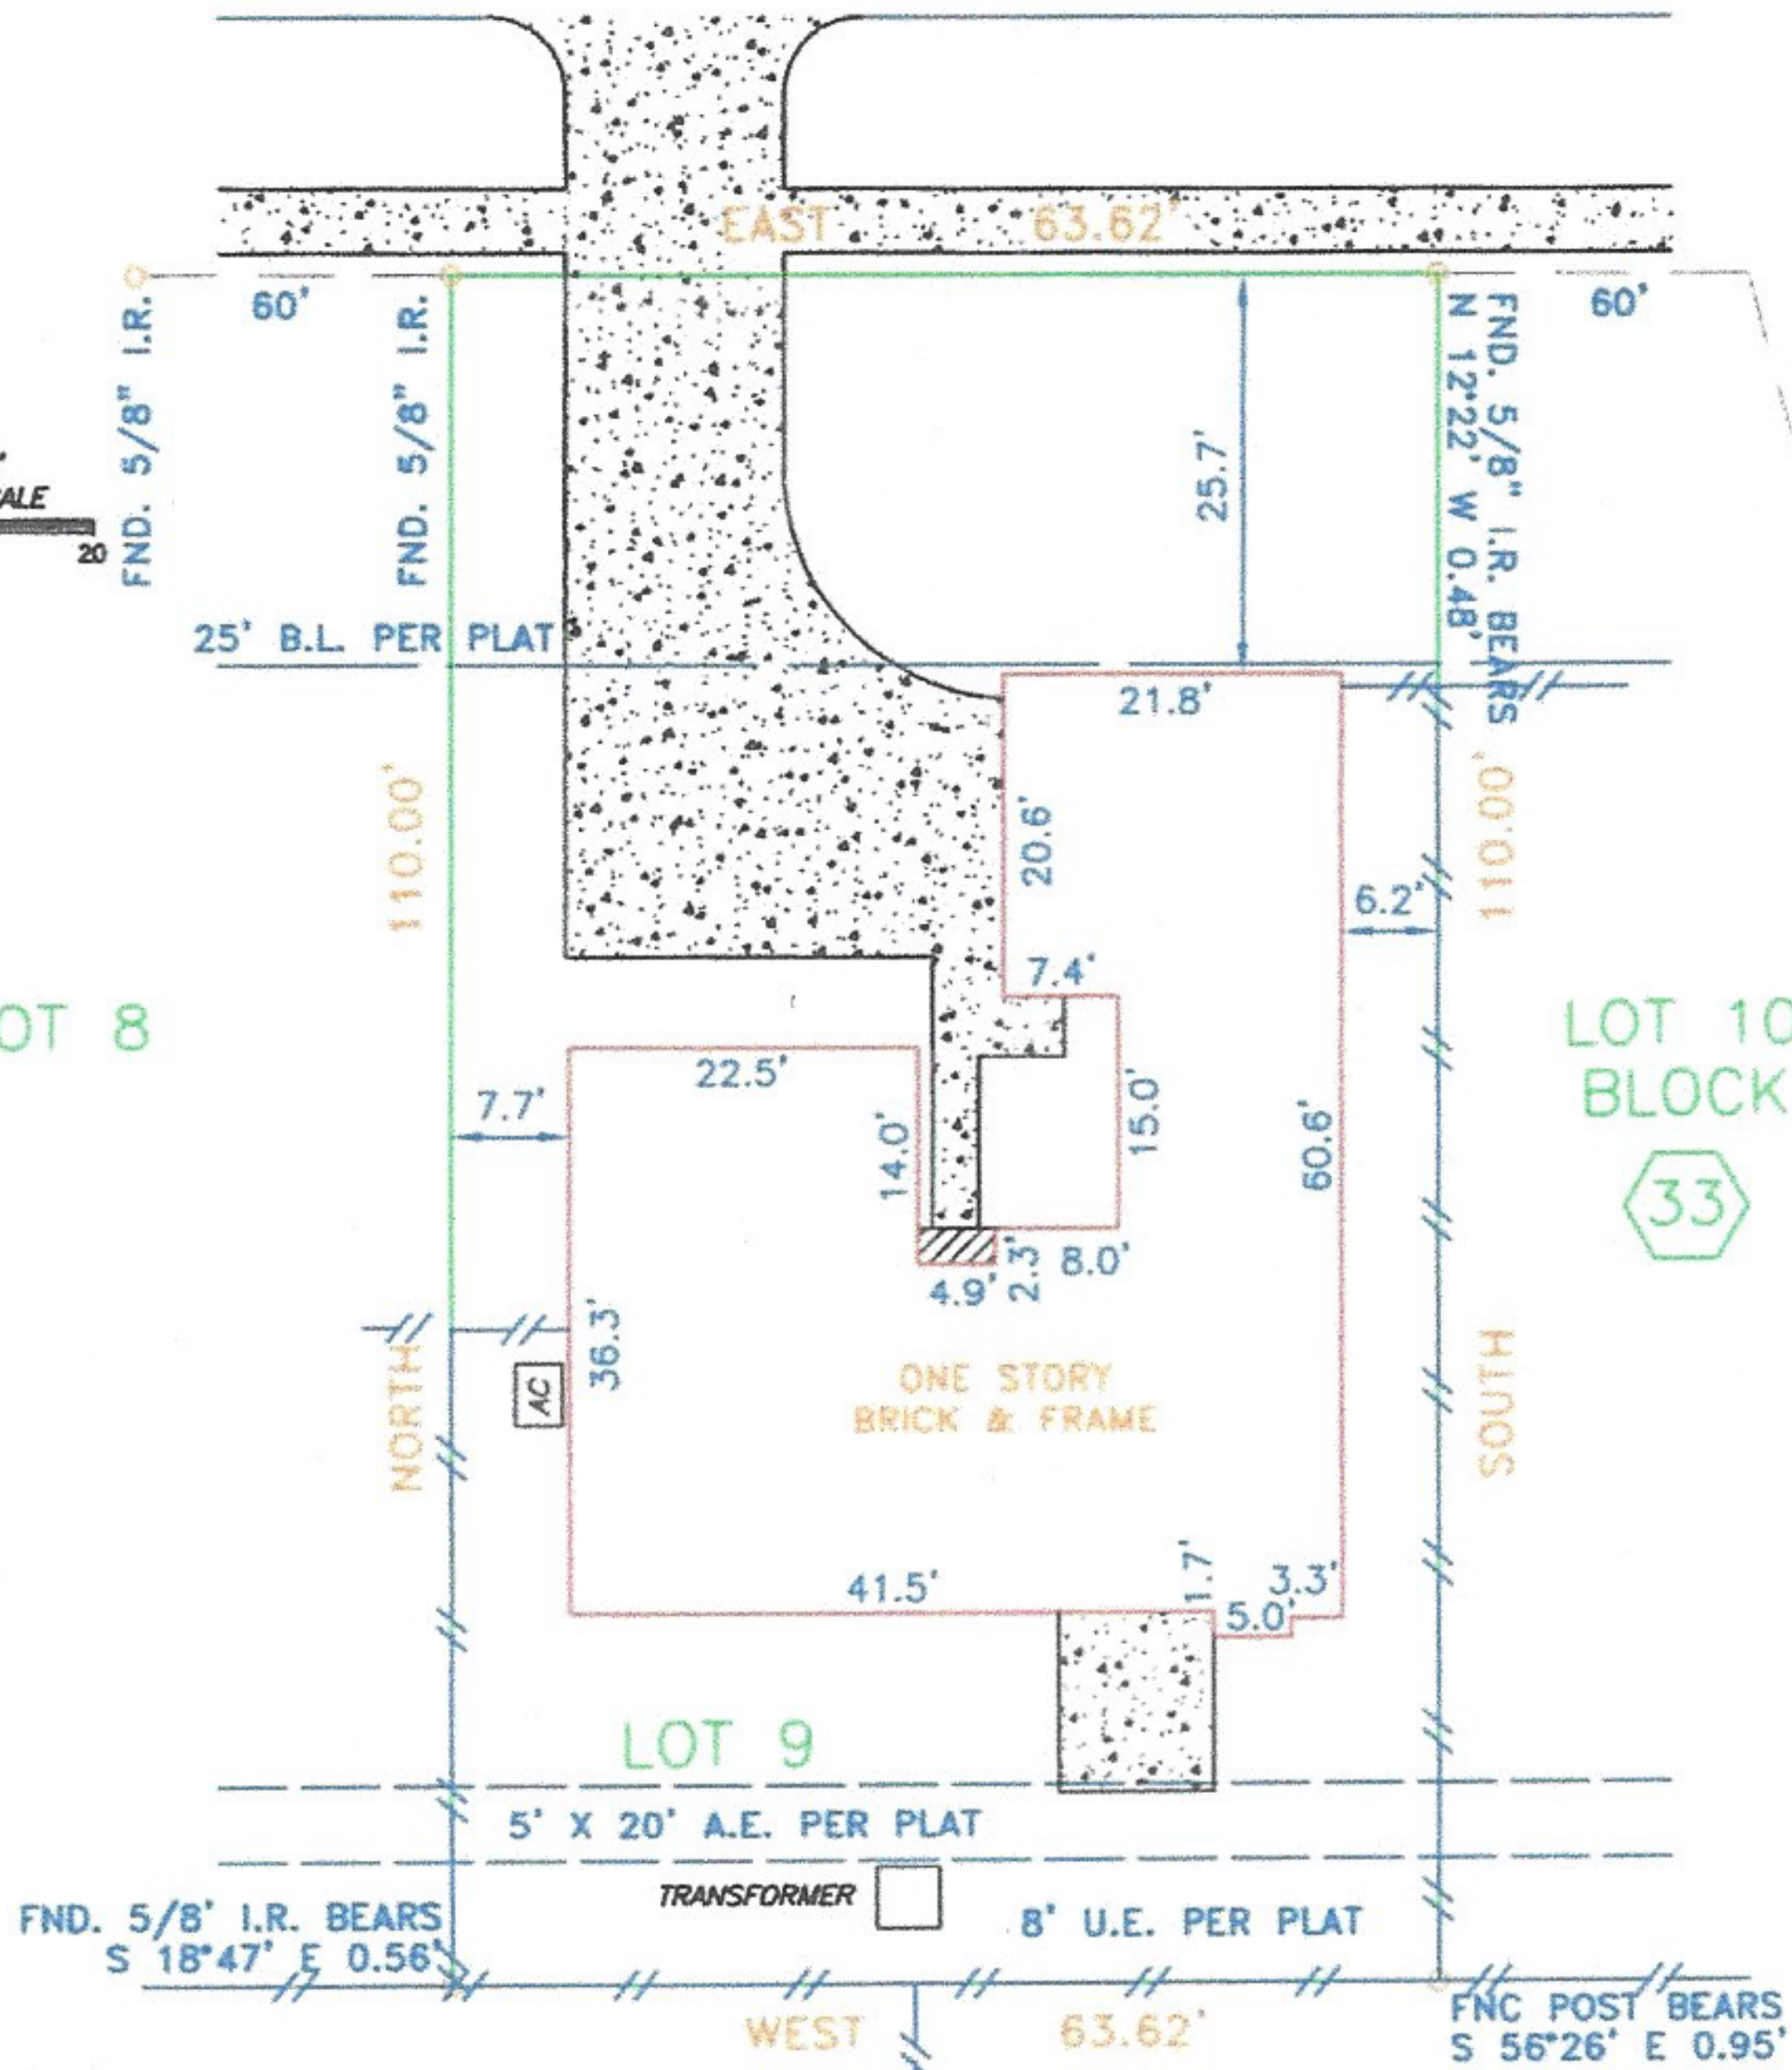 EAST 63.62'
60'
60'
FND. 5/8" I.R.
FND. 5/8" I.R.
FND. 5/8" I.R. BEARS
N 12°22' W 0.48'
20
25.7'
25' B.L. PER PLAT
21.8'
110.00'
20.6'
110.00'
6.2'
7.4'
LOT 10
BLOCK
33
22.5'
7.7'
14.0'
15.0'
60.6'
4.9'
2.3'
8.0'
36.3'
AC
NORTH
ONE STORY
BRICK & FRAME
SOUTH
41.5'
1.7'
5.0'
3.3'
LOT 9
5' X 20' A.E. PER PLAT
TRANSFORMER
8' U.E. PER PLAT
FND. 5/8' I.R. BEARS
S 18°47' E 0.56'
WEST 63.62'
FNC POST BEARS
S 56°26' E 0.95'
8